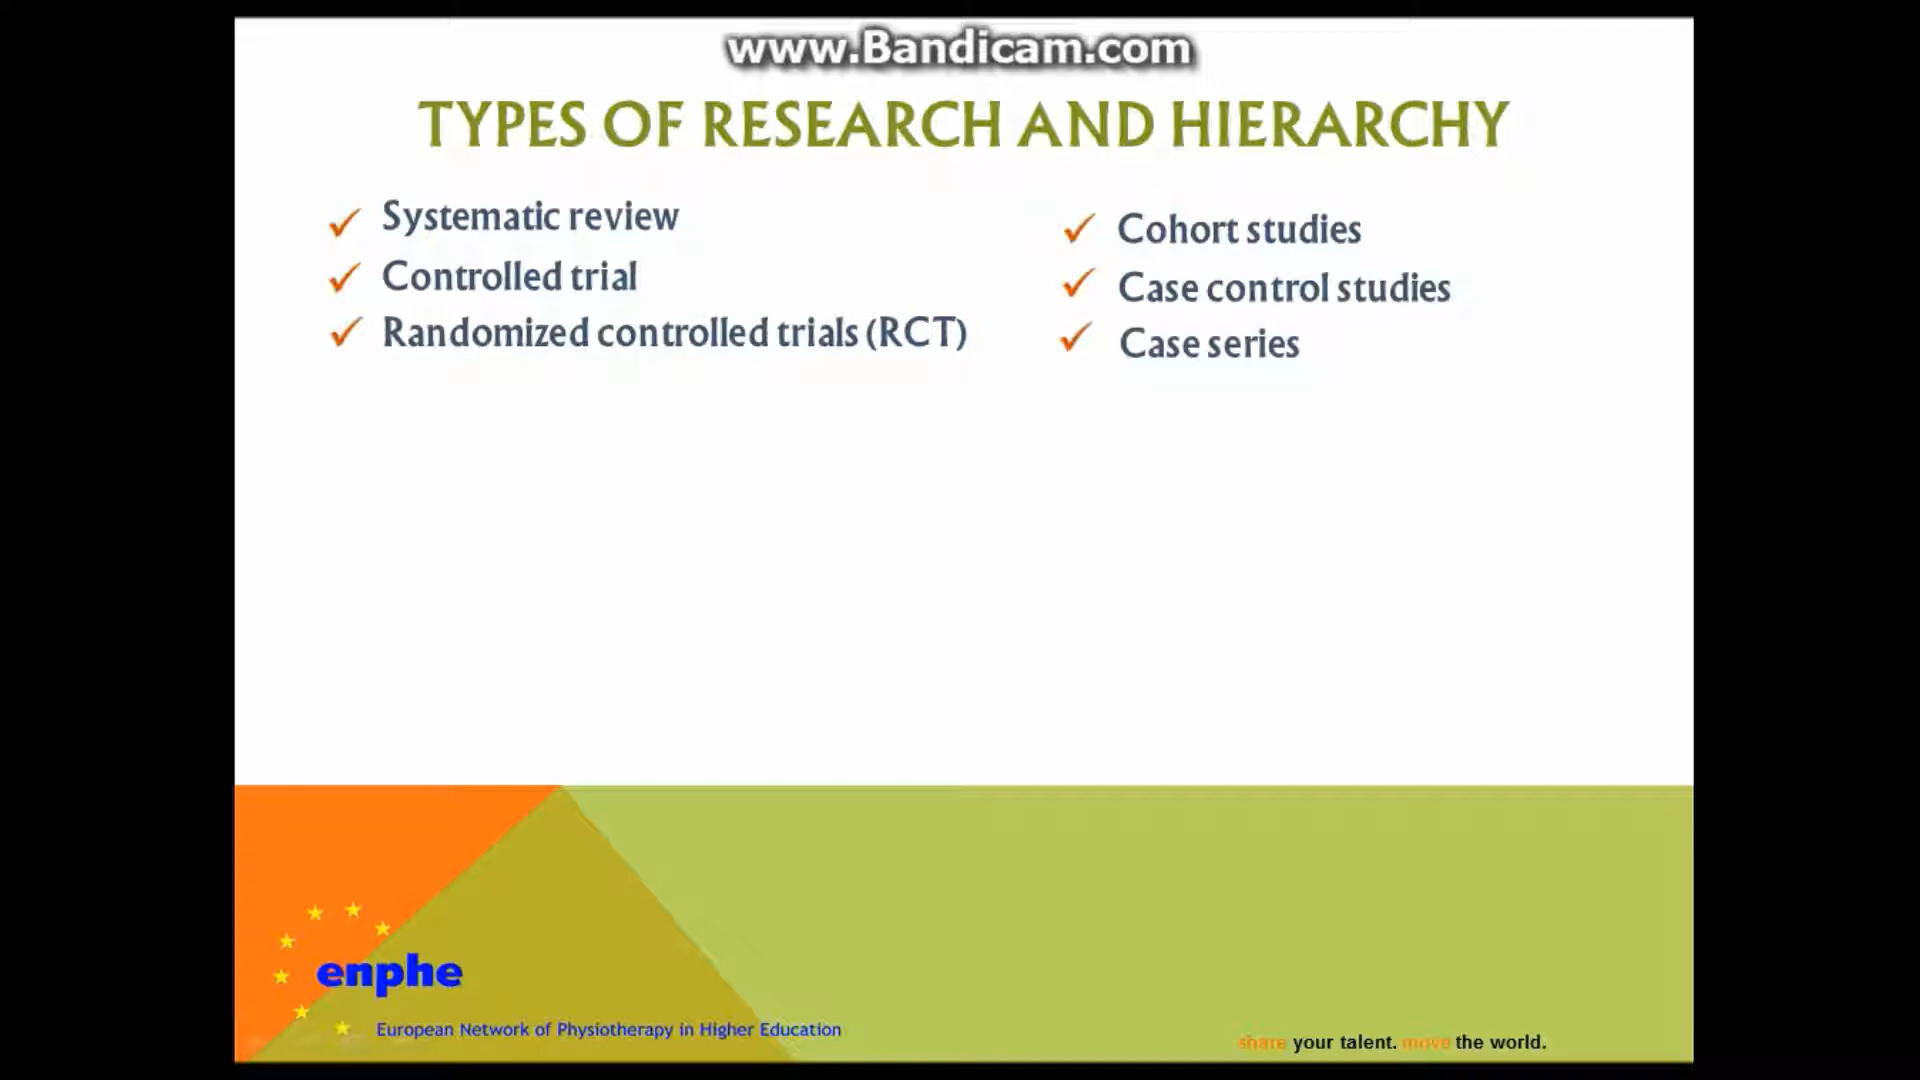 www.Bandicam.com
TYPES OF RESEARCH AND HIERARCHY
Systematic review
Controlled trial
Randomized controlled trials (RCT)
Cohort studies
Case control studies
Case series
enphe
European Network of Physiotherapy in Higher Education
share your talent. move the world.